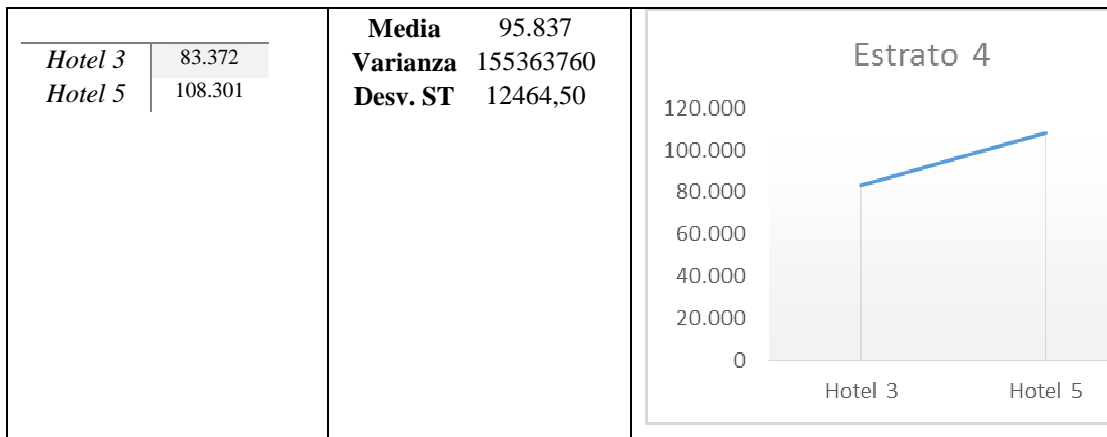 Hotel 3 83.372
Hotel 5 108.301
Media 95.837
Varianza 155363760
Desv. ST 12464,50
Estrato 4
120.000
100.000
80.000
60.000
40.000
20.000
0
Hotel 3 Hotel 5